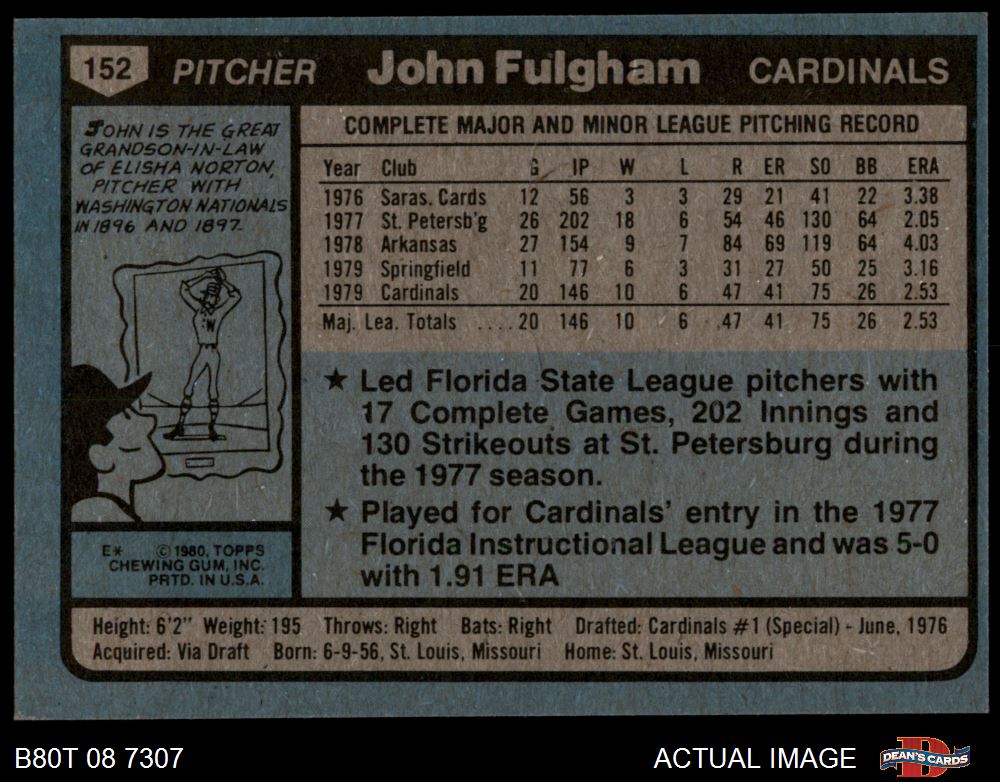 152 PITCHER John Fulgham CARDINALS
JOHN IS THE GREAT
GRANDSON-IN-LAW
OF ELISHA NORTON,
PITCHER WITH
WASHINGTON NATIONALS
IN 1896 AND 1897.
W
COMPLETE MAJOR AND MINOR LEAGUE PITCHING RECORD
Year Club G IP W L R ER SO BB ERA
1976 Saras. Cards 12 56 3 3 29 21 41 22 3.38
1977 St. Petersb'g 26 202 18 6 54 46 130 64 2.05
1978 Arkansas 27 154 9 7 84 69 119 64 4.03
1979 Springfield 11 77 6 3 31 27 50 25 3.16
1979 Cardinals 20 146 10 6 47 41 75 26 2.53
Maj. Lea. Totals ....20 146 10 6 47 41 75 26 2.53
★ Led Florida State League pitchers with
17 Complete Games, 202 Innings and
130 Strikeouts at St. Petersburg during
the 1977 season.
★ Played for Cardinals' entry in the 1977
Florida Instructional League and was 5-0
with 1.91 ERA
E* © 1980, TOPPS
CHEWING GUM, INC.
PRTD. IN U.S.A.
Height: 6'2" Weight: 195 Throws: Right Bats: Right Drafted: Cardinals #1 (Special) - June, 1976
Acquired: Via Draft Born: 6-9-56, St. Louis, Missouri Home: St. Louis, Missouri
B80T 08 7307 ACTUAL IMAGE DEAN'S CARDS